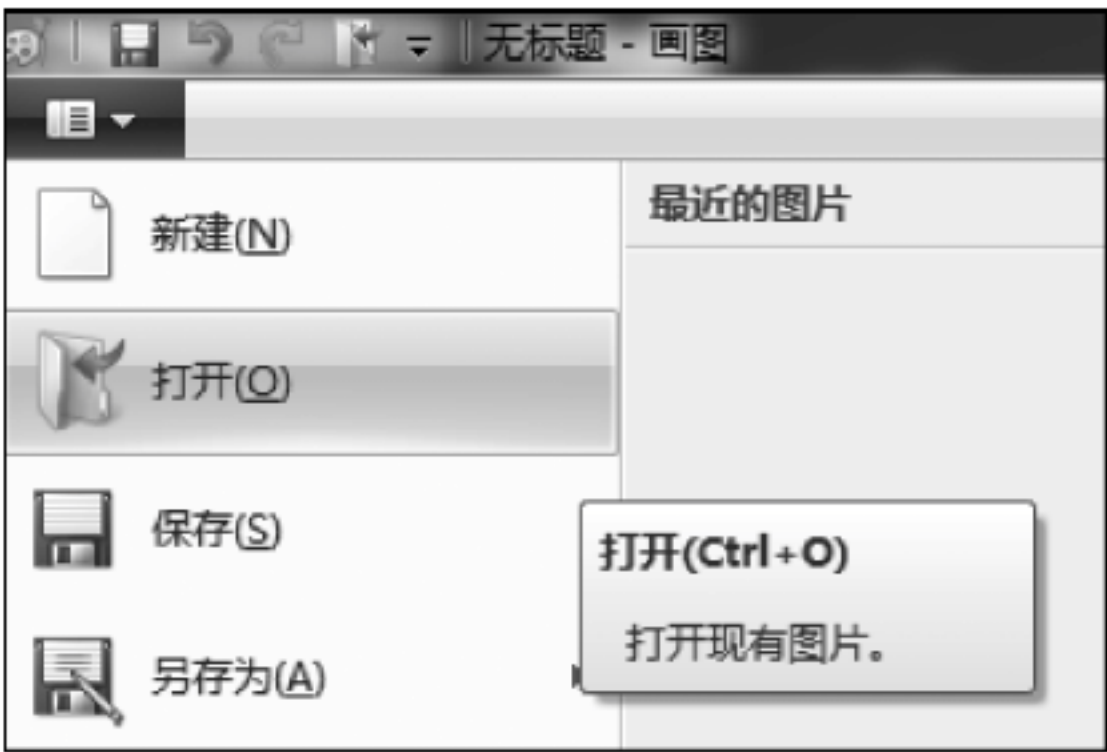 无标题 - 画图
新建(N)
最近的图片
打开(O)
保存(S)
打开(Ctrl+O)
打开现有图片。
另存为(A)